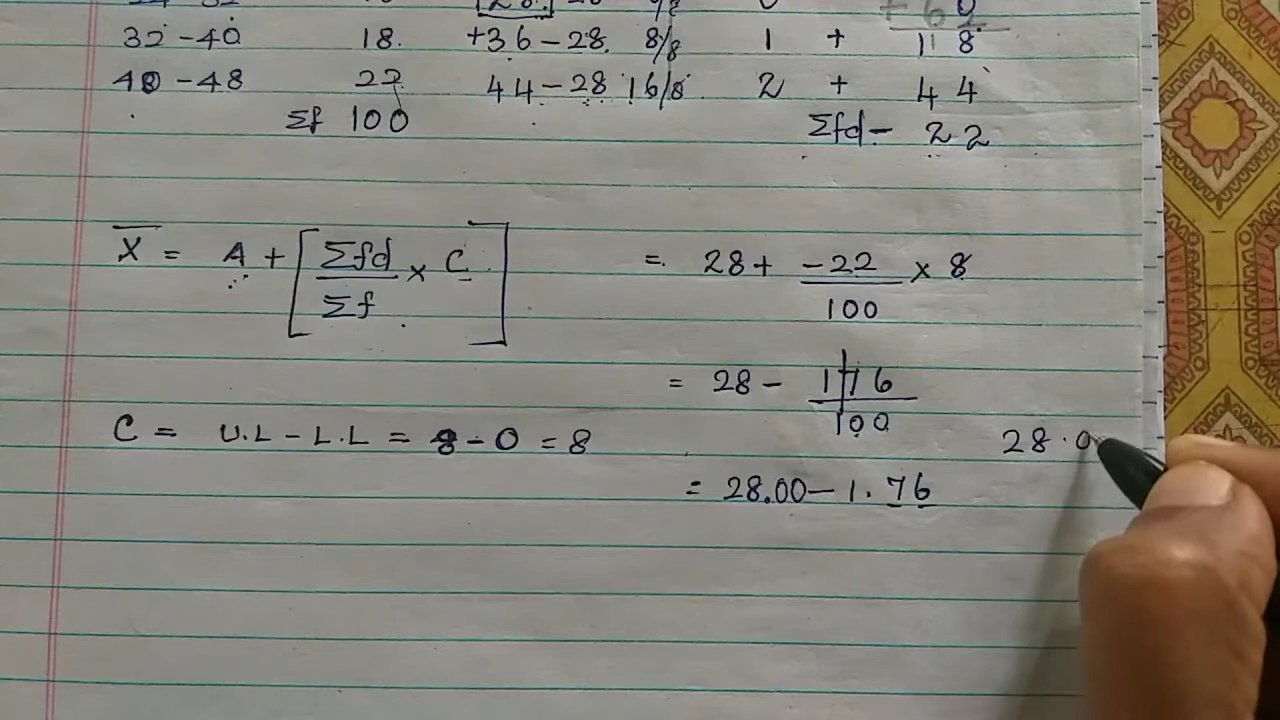 32-40 18. +36-28. 8/8 1 + 18
40-48 22 44-28 16/8 2 + 44
Σf 100 Σfd - 22
X̅ = A + [Σfd/Σf × C] = 28 + -22/100 × 8
= 28 - 176/100
C = U.L - L.L = 8 - 0 = 8 28.0
= 28.00 - 1.76